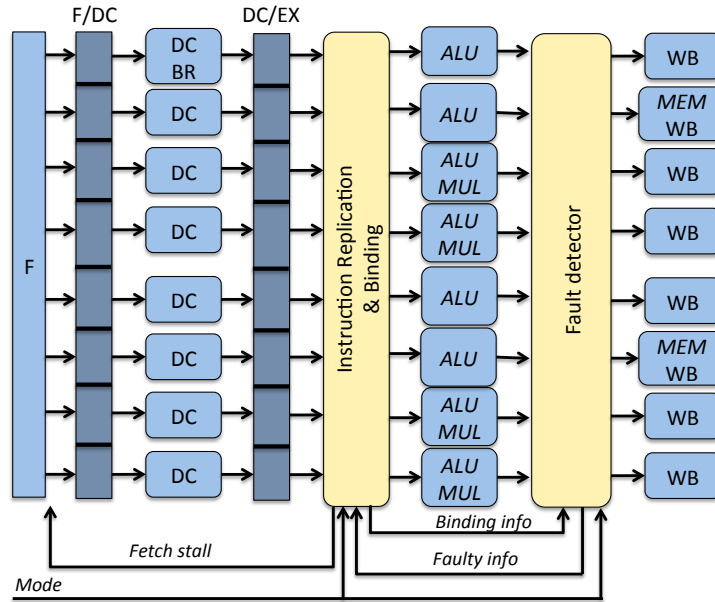 F/DC
DC/EX
F
DC
BR
DC
DC
DC
DC
DC
DC
DC
Instruction Replication
& Binding
ALU
ALU
ALU
MUL
ALU
MUL
ALU
ALU
ALU
MUL
ALU
MUL
Fault detector
WB
MEM
WB
WB
WB
WB
MEM
WB
WB
WB
Binding info
Fetch stall
Faulty info
Mode